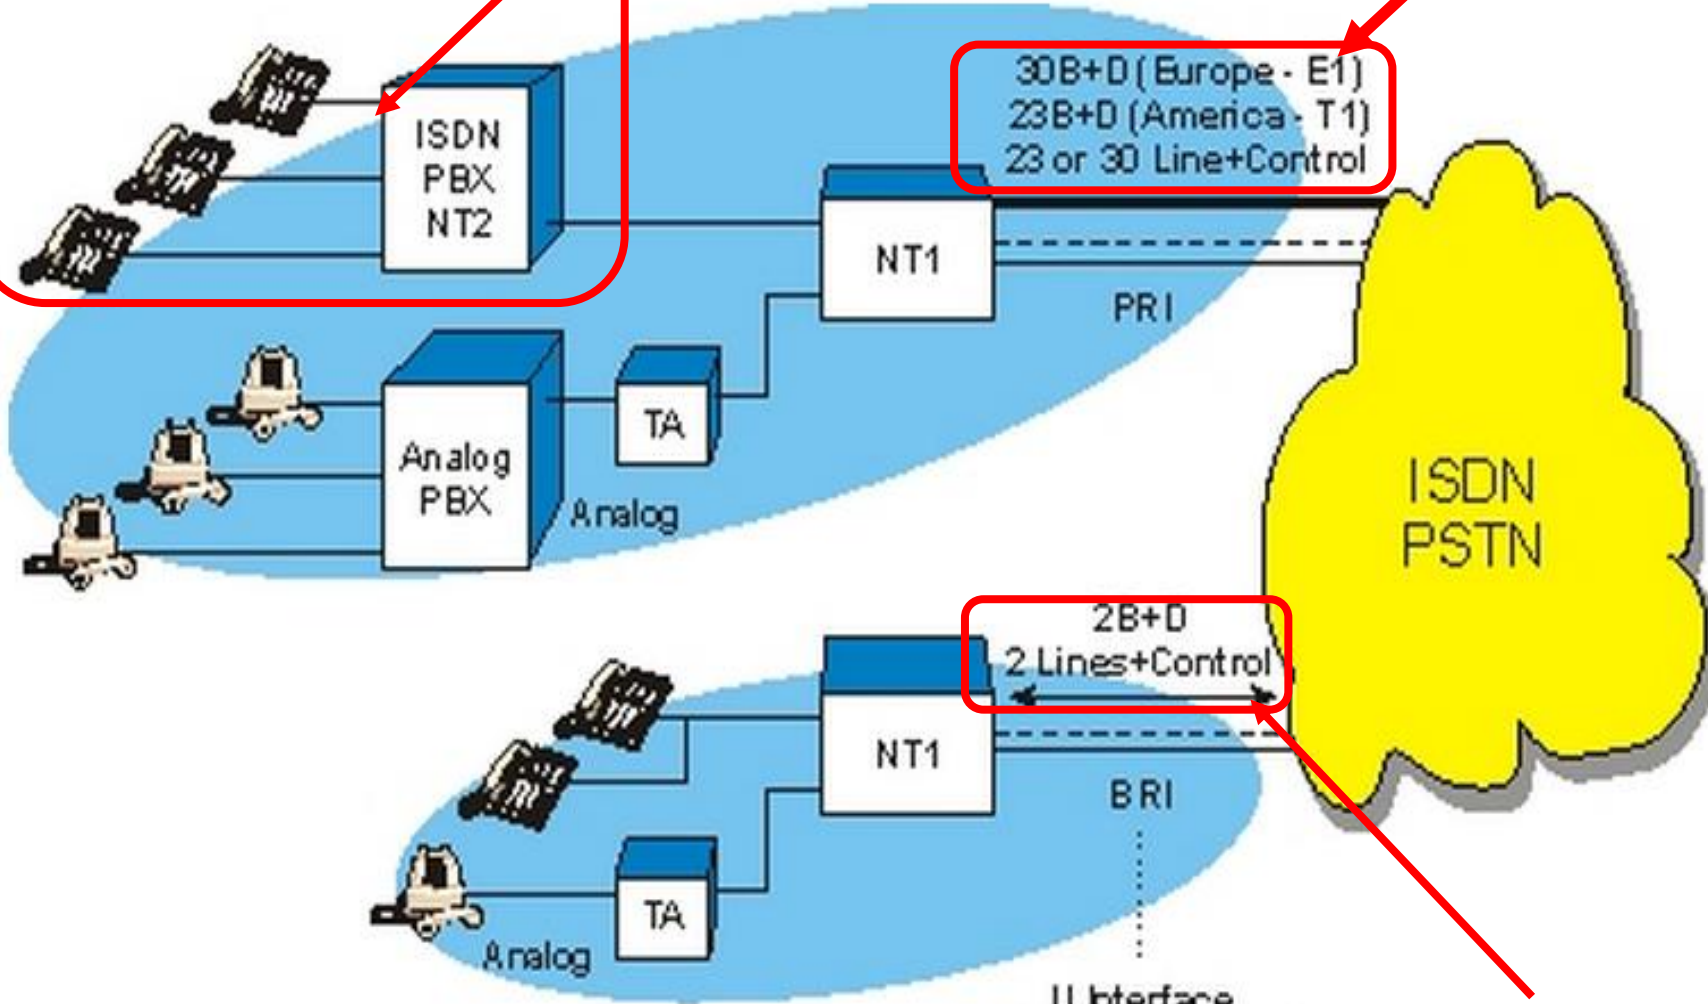 30B+D (Europe - E1)
23B+D (America - T1)
23 or 30 Line+Control
ISDN
PBX
NT2
NT1
PRI
TA
Analog
PBX
Analog
ISDN
PSTN
2B+D
2 Lines+Control
NT1
BRI
TA
Analog
U Interface